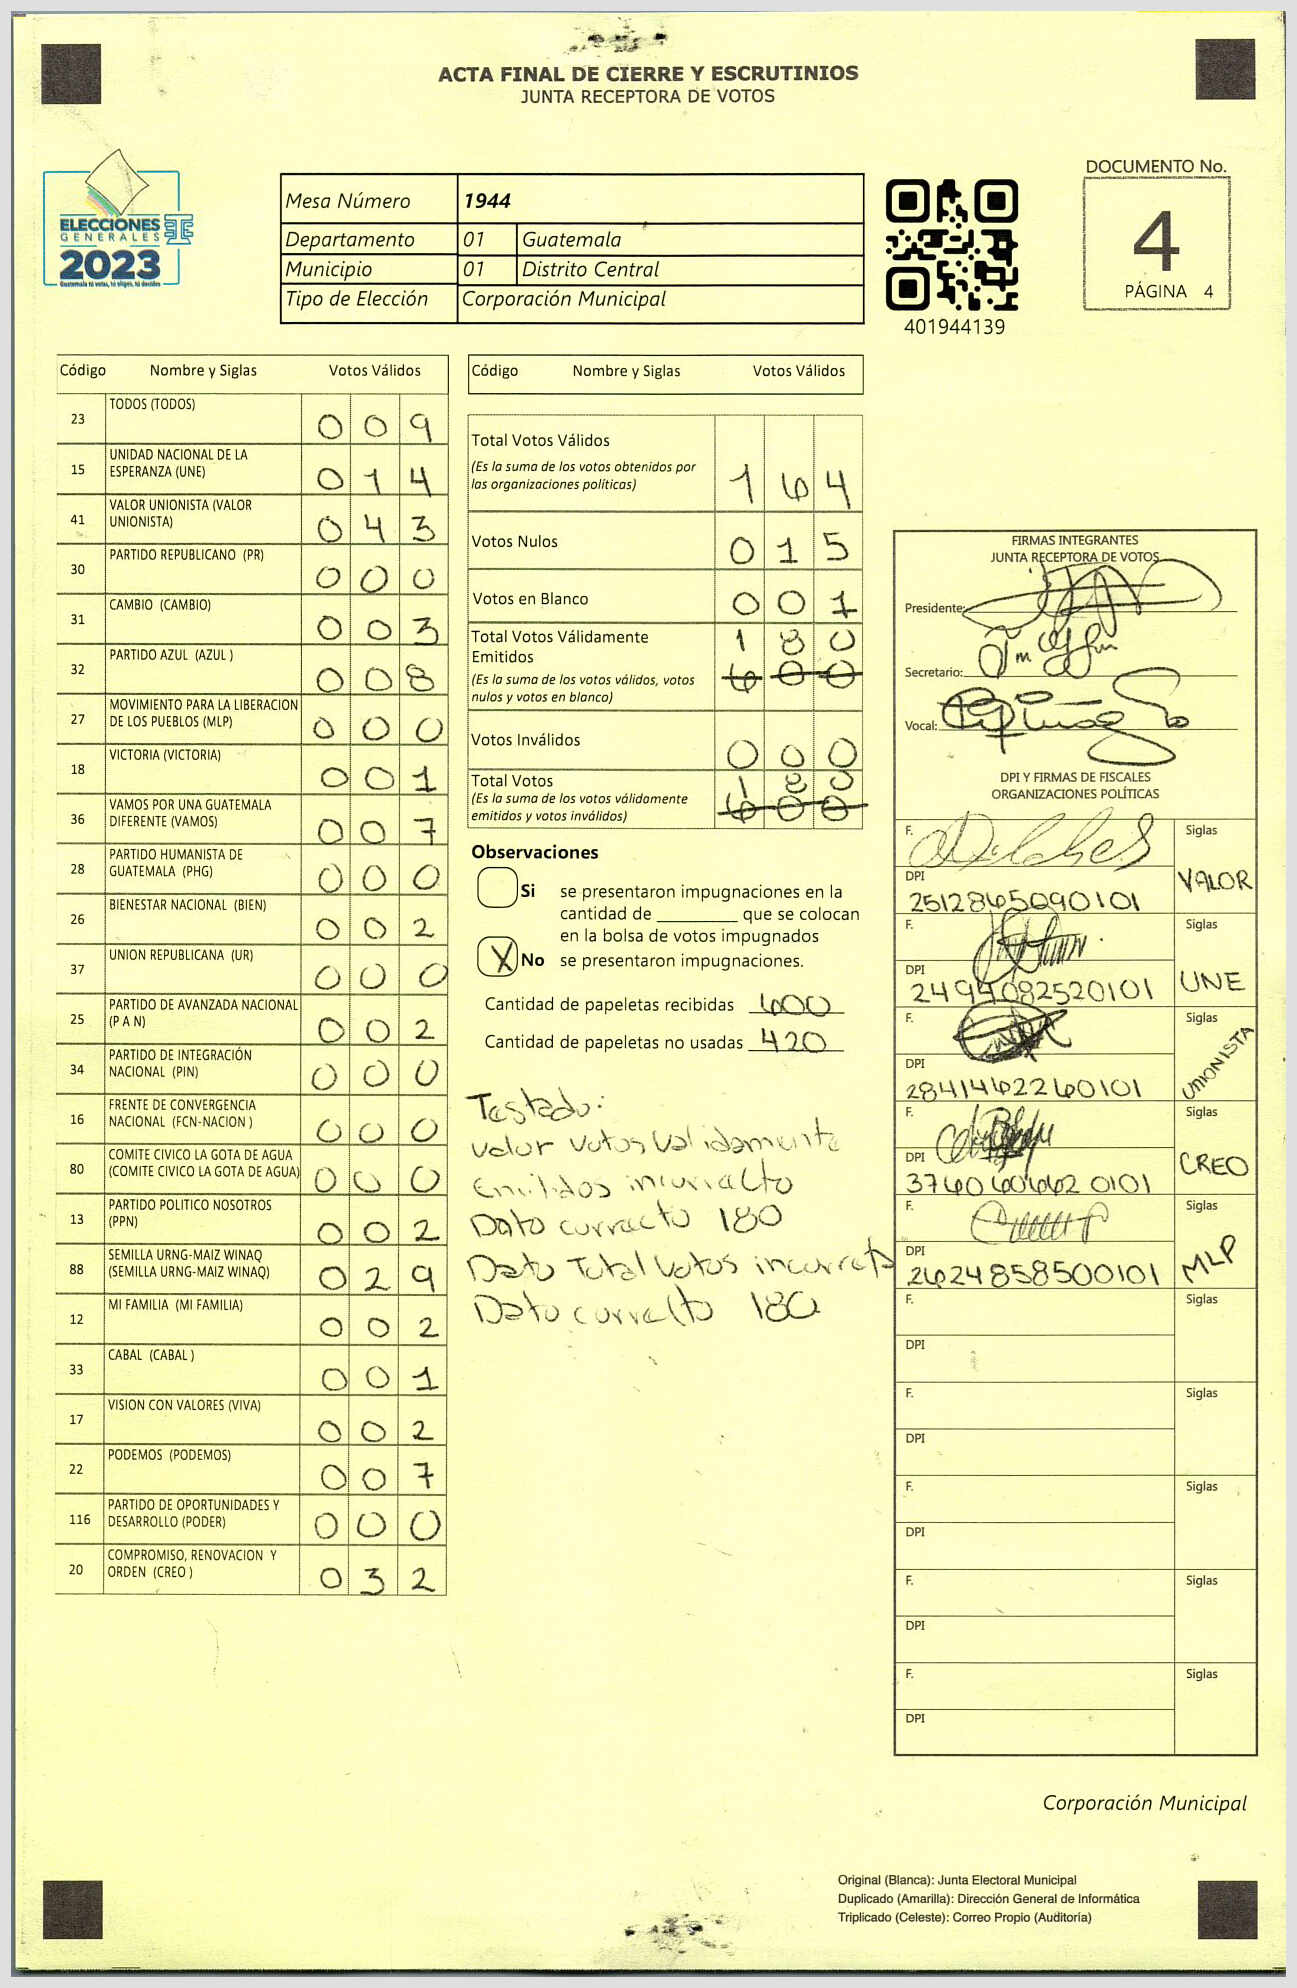 ACTA FINAL DE CIERRE Y ESCRUTINIOS
JUNTA RECEPTORA DE VOTOS
ELECCIONES
GENERALES
2023
Guatemala tú votas, tú eliges, tú decides
Mesa Número 1944
Departamento 01 Guatemala
Municipio 01 Distrito Central
Tipo de Elección Corporación Municipal
401944139
DOCUMENTO No.
4
PÁGINA 4
Código Nombre y Siglas Votos Válidos
23 TODOS (TODOS) 0 0 9
15 UNIDAD NACIONAL DE LA
ESPERANZA (UNE) 0 1 4
41 VALOR UNIONISTA (VALOR
UNIONISTA) 0 4 3
30 PARTIDO REPUBLICANO (PR) 0 0 0
31 CAMBIO (CAMBIO) 0 0 3
32 PARTIDO AZUL (AZUL ) 0 0 8
27 MOVIMIENTO PARA LA LIBERACION
DE LOS PUEBLOS (MLP) 0 0 0
18 VICTORIA (VICTORIA) 0 0 1
36 VAMOS POR UNA GUATEMALA
DIFERENTE (VAMOS) 0 0 7
28 PARTIDO HUMANISTA DE
GUATEMALA (PHG) 0 0 0
26 BIENESTAR NACIONAL (BIEN) 0 0 2
37 UNION REPUBLICANA (UR) 0 0 0
25 PARTIDO DE AVANZADA NACIONAL
(P A N) 0 0 2
34 PARTIDO DE INTEGRACIÓN
NACIONAL (PIN) 0 0 0
16 FRENTE DE CONVERGENCIA
NACIONAL (FCN-NACION ) 0 0 0
80 COMITE CIVICO LA GOTA DE AGUA
(COMITE CIVICO LA GOTA DE AGUA) 0 0 0
13 PARTIDO POLITICO NOSOTROS
(PPN) 0 0 2
88 SEMILLA URNG-MAIZ WINAQ
(SEMILLA URNG-MAIZ WINAQ) 0 2 9
12 MI FAMILIA (MI FAMILIA) 0 0 2
33 CABAL (CABAL ) 0 0 1
17 VISION CON VALORES (VIVA) 0 0 2
22 PODEMOS (PODEMOS) 0 0 7
116 PARTIDO DE OPORTUNIDADES Y
DESARROLLO (PODER) 0 0 0
20 COMPROMISO, RENOVACION Y
ORDEN (CREO ) 0 3 2
Código Nombre y Siglas Votos Válidos
Total Votos Válidos
(Es la suma de los votos obtenidos por
las organizaciones políticas) 1 6 4
Votos Nulos 0 1 5
Votos en Blanco 0 0 1
Total Votos Válidamente 1 8 0
Emitidos 6 0 0
(Es la suma de los votos válidos, votos
nulos y votos en blanco)
Votos Inválidos 0 0 0
Total Votos 1 8 0
(Es la suma de los votos válidamente 6 0 0
emitidos y votos inválidos)
Observaciones
Si se presentaron impugnaciones en la
cantidad de ________ que se colocan
en la bolsa de votos impugnados
X No se presentaron impugnaciones.
Cantidad de papeletas recibidas 600
Cantidad de papeletas no usadas 420
Testado:
valor votos validamente
Emitidos incorrecto
Dato correcto 180
Dato Total votos incorrecto
Dato correcto 180
FIRMAS INTEGRANTES
JUNTA RECEPTORA DE VOTOS
Presidente:
Secretario:
Vocal:
DPI Y FIRMAS DE FISCALES
ORGANIZACIONES POLÍTICAS
F. Siglas
DPI VALOR
2512865090101
F. Siglas
DPI UNE
2494082520101
F. Siglas
DPI UNIONISTA
2841462260101
F. Siglas
DPI CREO
3760606620101
F. Siglas
DPI MLP
2624858500101
F. Siglas
DPI
F. Siglas
DPI
F. Siglas
DPI
F. Siglas
DPI
F. Siglas
DPI
Corporación Municipal
Original (Blanca): Junta Electoral Municipal
Duplicado (Amarilla): Dirección General de Informática
Triplicado (Celeste): Correo Propio (Auditoría)